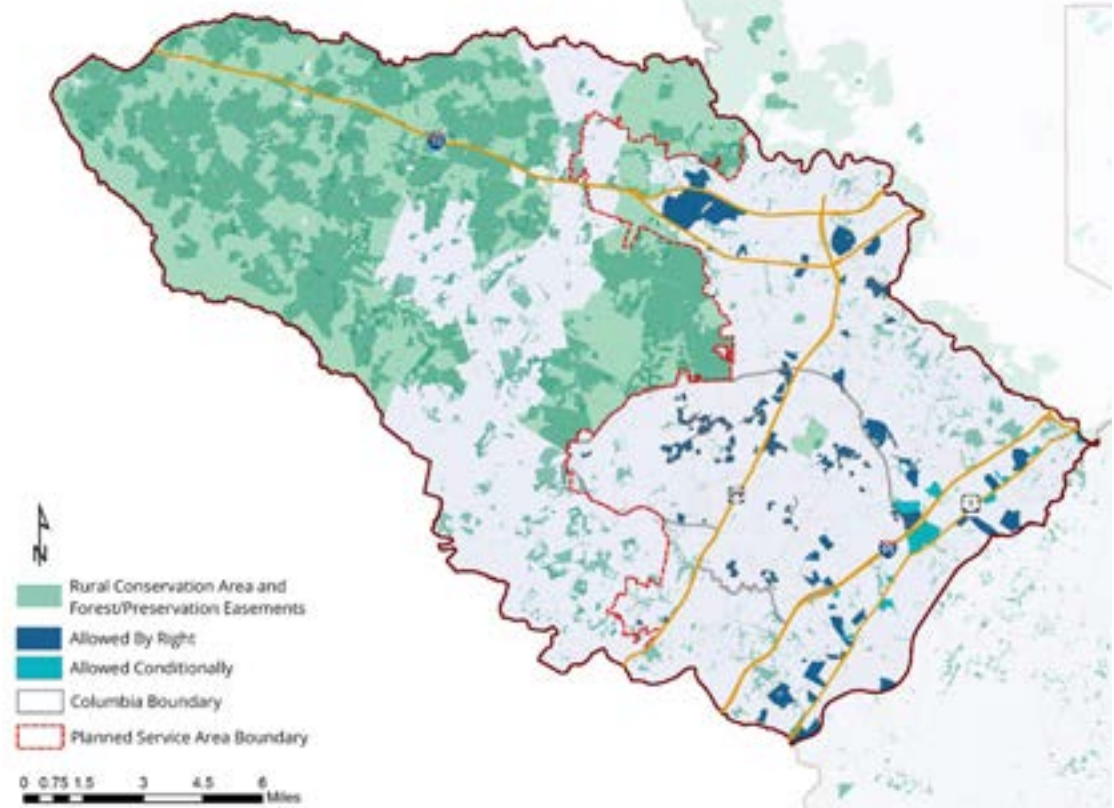 N
Rural Conservation Area and
Forest/Preservation Easements
Allowed By Right
Allowed Conditionally
Columbia Boundary
Planned Service Area Boundary
0 0.75 1.5 3 4.5 6
Miles